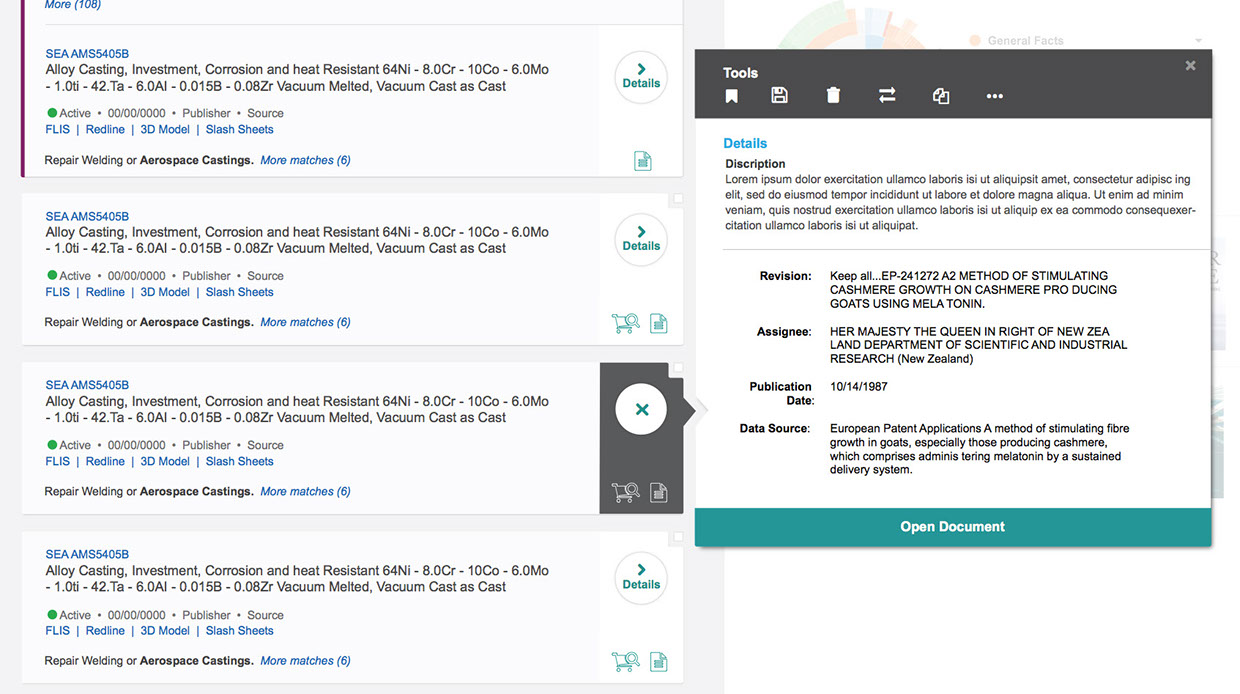 More (108)
SEA AMS5405B
Alloy Casting, Investment, Corrosion and heat Resistant 64Ni - 8.0Cr - 10Co - 6.0Mo
- 1.0ti - 42.Ta - 6.0Al - 0.015B - 0.08Zr Vacuum Melted, Vacuum Cast as Cast
Active • 00/00/0000 • Publisher • Source
FLIS | Redline | 3D Model | Slash Sheets
Repair Welding or Aerospace Castings. More matches (6)
Details
SEA AMS5405B
Alloy Casting, Investment, Corrosion and heat Resistant 64Ni - 8.0Cr - 10Co - 6.0Mo
- 1.0ti - 42.Ta - 6.0Al - 0.015B - 0.08Zr Vacuum Melted, Vacuum Cast as Cast
Active • 00/00/0000 • Publisher • Source
FLIS | Redline | 3D Model | Slash Sheets
Repair Welding or Aerospace Castings. More matches (6)
Details
SEA AMS5405B
Alloy Casting, Investment, Corrosion and heat Resistant 64Ni - 8.0Cr - 10Co - 6.0Mo
- 1.0ti - 42.Ta - 6.0Al - 0.015B - 0.08Zr Vacuum Melted, Vacuum Cast as Cast
Active • 00/00/0000 • Publisher • Source
FLIS | Redline | 3D Model | Slash Sheets
Repair Welding or Aerospace Castings. More matches (6)
SEA AMS5405B
Alloy Casting, Investment, Corrosion and heat Resistant 64Ni - 8.0Cr - 10Co - 6.0Mo
- 1.0ti - 42.Ta - 6.0Al - 0.015B - 0.08Zr Vacuum Melted, Vacuum Cast as Cast
Active • 00/00/0000 • Publisher • Source
FLIS | Redline | 3D Model | Slash Sheets
Repair Welding or Aerospace Castings. More matches (6)
Details
General Facts
Tools
Details
Discription
Lorem ipsum dolor exercitation ullamco laboris isi ut aliquipsit amet, consectetur adipisc ing
elit, sed do eiusmod tempor incididunt ut labore et dolore magna aliqua. Ut enim ad minim
veniam, quis nostrud exercitation ullamco laboris isi ut aliquip ex ea commodo consequexer-
citation ullamco laboris isi ut aliquipat.
Revision: Keep all...EP-241272 A2 METHOD OF STIMULATING
CASHMERE GROWTH ON CASHMERE PRO DUCING
GOATS USING MELA TONIN.
Assignee: HER MAJESTY THE QUEEN IN RIGHT OF NEW ZEA
LAND DEPARTMENT OF SCIENTIFIC AND INDUSTRIAL
RESEARCH (New Zealand)
Publication 10/14/1987
Date:
Data Source: European Patent Applications A method of stimulating fibre
growth in goats, especially those producing cashmere,
which comprises adminis tering melatonin by a sustained
delivery system.
Open Document